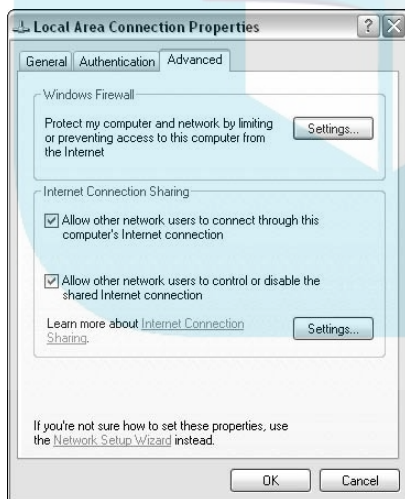 Local Area Connection Properties
General Authentication Advanced
Windows Firewall
Protect my computer and network by limiting
or preventing access to this computer from
the Internet
Settings...
Internet Connection Sharing
Allow other network users to connect through this
computer's Internet connection
Allow other network users to control or disable the
shared Internet connection
Learn more about Internet Connection
Sharing.
Settings...
If you're not sure how to set these properties, use
the Network Setup Wizard instead.
OK Cancel